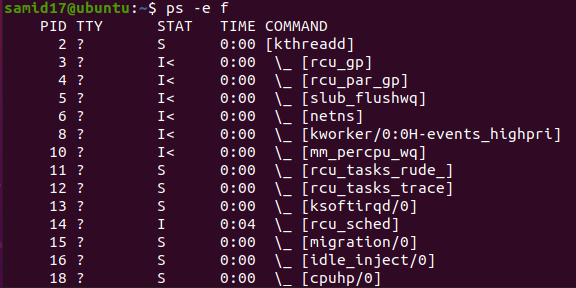 samid17@ubuntu:~$ ps -e f
PID TTY STAT TIME COMMAND
2 ? S 0:00 [kthreadd]
3 ? I< 0:00 \_ [rcu_gp]
4 ? I< 0:00 \_ [rcu_par_gp]
5 ? I< 0:00 \_ [slub_flushwq]
6 ? I< 0:00 \_ [netns]
8 ? I< 0:00 \_ [kworker/0:0H-events_highpri]
10 ? I< 0:00 \_ [mm_percpu_wq]
11 ? S 0:00 \_ [rcu_tasks_rude_]
12 ? S 0:00 \_ [rcu_tasks_trace]
13 ? S 0:00 \_ [ksoftirqd/0]
14 ? I 0:04 \_ [rcu_sched]
15 ? S 0:00 \_ [migration/0]
16 ? S 0:00 \_ [idle_inject/0]
18 ? S 0:00 \_ [cpuhp/0]